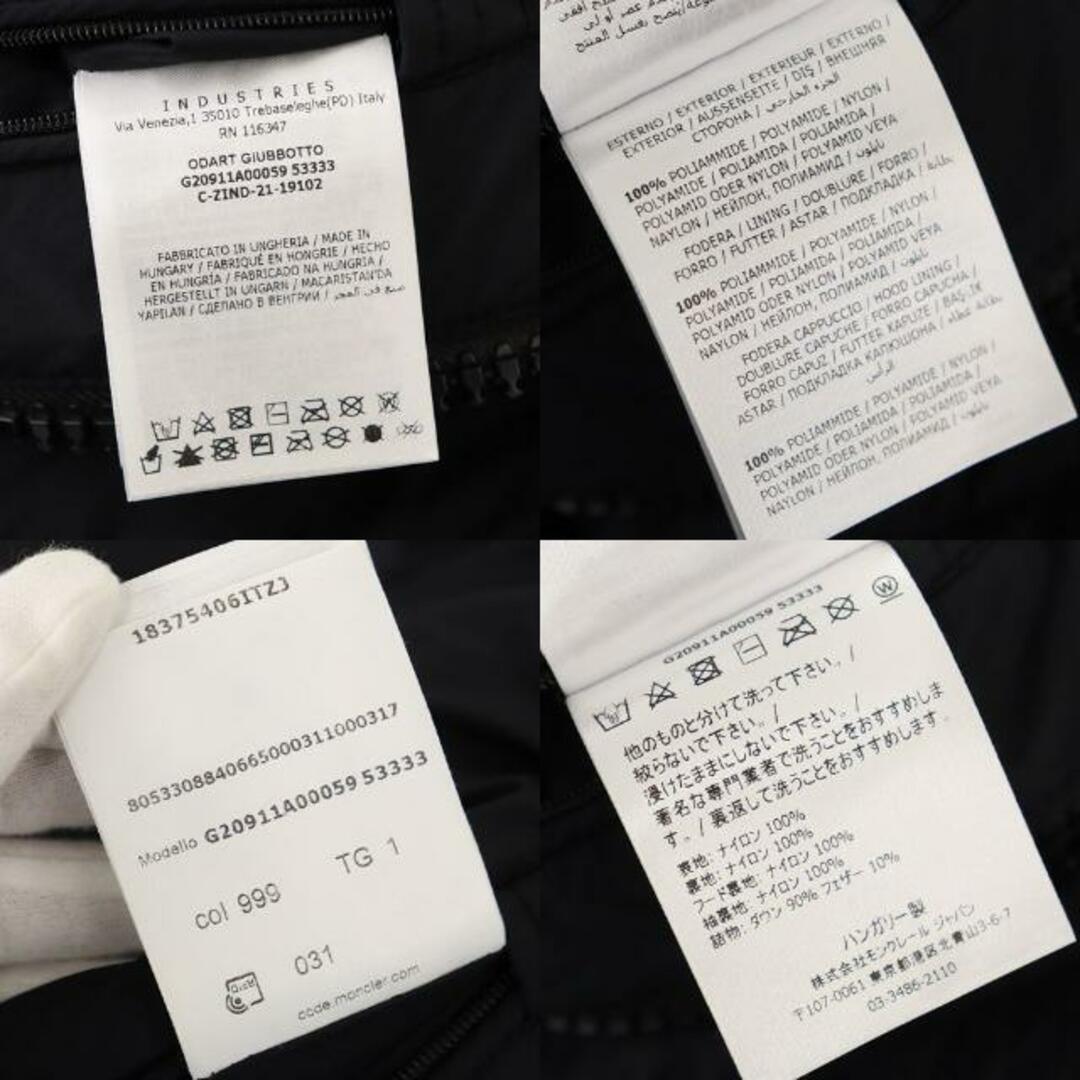 INDUSTRIES
Via Venezia,1 35010 Trebaseleghe(PD) Italy
RN 116347
ODART GIUBBOTTO
G20911A00059 53333
C-ZIND-21-19102
FABBRICATO IN UNGHERIA / MADE IN
HUNGARY / FABRIQUÉ EN HONGRIE / HECHO
EN HUNGRÍA / FABRICADO NA HUNGRIA /
HERGESTELLT IN UNGARN / MACARISTAN'DA
YAPILAN / СДЕЛАНО В ВЕНГРИИ / صنع في المجر
ESTERNO / EXTERIOR / EXTERIEUR / EXTERNO /
EXTERIOR / AUSSENSEITE / DIŞ / ВНЕШНЯЯ
СТОРОНА / الجزء الخارجي
100% POLIAMMIDE / POLYAMIDE / NYLON /
POLYAMIDE / POLIAMIDA / POLIAMIDA /
POLYAMID ODER NYLON / POLYAMID VEYA
NAYLON / НЕЙЛОН, ПОЛИАМИД / نايلون
FODERA / LINING / DOUBLURE / FORRO /
FORRO / FUTTER / ASTAR / ПОДКЛАДКА / بطانة
100% POLIAMMIDE / POLYAMIDE / NYLON /
POLYAMIDE / POLIAMIDA / POLIAMIDA /
POLYAMID ODER NYLON / POLYAMID VEYA
NAYLON / НЕЙЛОН, ПОЛИАМИД / نايلون
FODERA CAPPUCCIO / HOOD LINING /
DOUBLURE CAPUCHE / FORRO CAPUCHA /
FORRO CAPUZ / FUTTER KAPUZE / BAŞLIK
ASTAR / ПОДКЛАДКА КАПЮШОНА / بطانة غطاء
الرأس
100% POLIAMMIDE / POLYAMIDE / NYLON /
POLYAMIDE / POLIAMIDA / POLIAMIDA /
POLYAMID ODER NYLON / POLYAMID VEYA
NAYLON / НЕЙЛОН, ПОЛИАМИД / نايلون
18375406ITZJ
8053308840665000311000317
Modello G20911A00059 53333
col 999 TG 1
031
code.moncler.com
G20911A00059 53333
他のものと分けて洗って下さい。/
絞らないで下さい。/
浸けたままにしないで下さい。/
著名な専門業者で洗うことをおすすめしま
す。/ 裏返して洗うことをおすすめします。
表地: ナイロン 100%
裏地: ナイロン 100%
フード裏地: ナイロン 100%
袖裏地: ナイロン 100%
詰物: ダウン 90% フェザー 10%
ハンガリー製
株式会社モンクレール ジャパン
〒107-0061 東京都港区北青山3-6-7
03-3486-2110